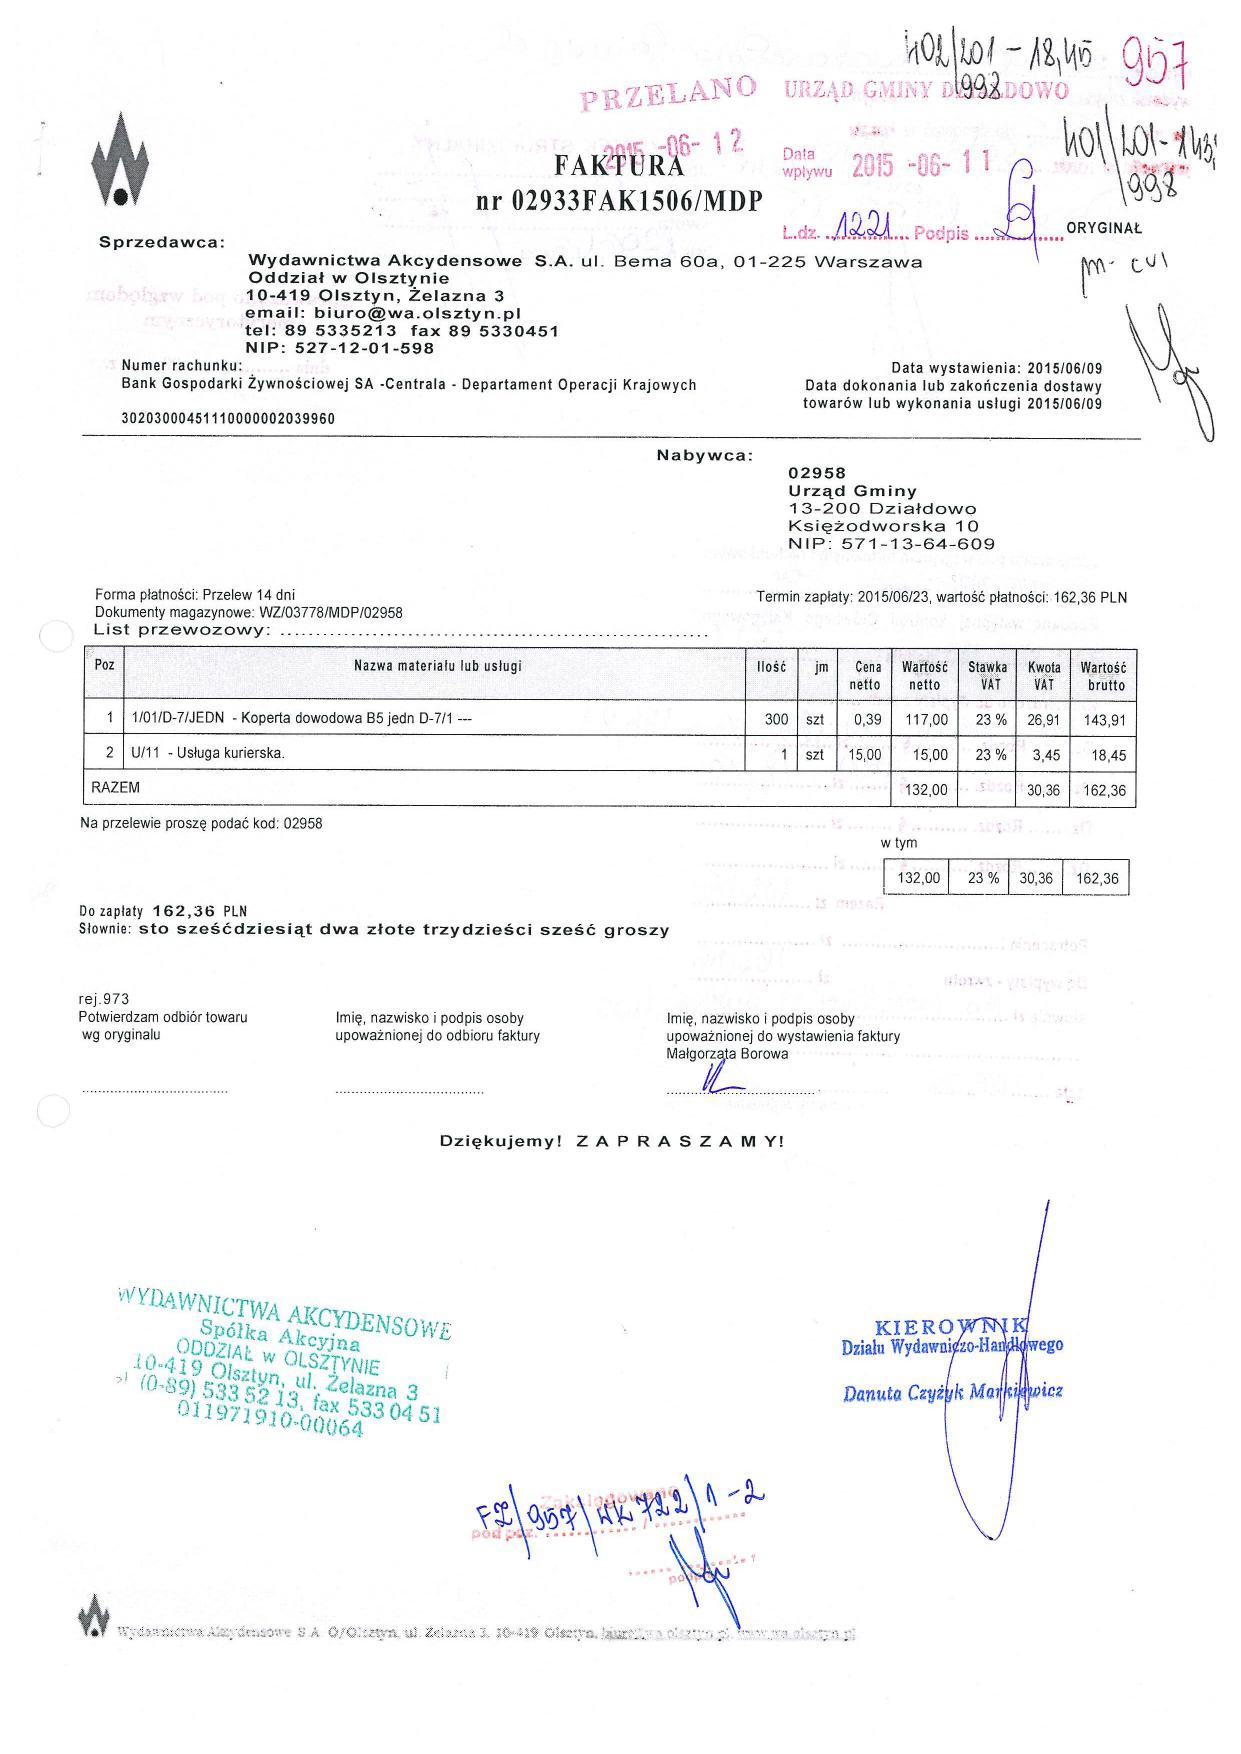 402/201 - 18,45
998
957
PRZELANO
2015 -06- 12
URZĄD GMINY DZIAŁDOWO
Data
wpływu 2015 -06- 11
401/201-143,
998
L.dz. 1221 Podpis
FAKTURA
nr 02933FAK1506/MDP
ORYGINAŁ
Sprzedawca:
Wydawnictwa Akcydensowe S.A. ul. Bema 60a, 01-225 Warszawa
Oddział w Olsztynie
10-419 Olsztyn, Żelazna 3
email: biuro@wa.olsztyn.pl
tel: 89 5335213 fax 89 5330451
NIP: 527-12-01-598
Numer rachunku:
Bank Gospodarki Żywnościowej SA -Centrala - Departament Operacji Krajowych
30203000451110000002039960
Data wystawienia: 2015/06/09
Data dokonania lub zakończenia dostawy
towarów lub wykonania usługi 2015/06/09
Nabywca:
02958
Urząd Gminy
13-200 Działdowo
Księżodworska 10
NIP: 571-13-64-609
Forma płatności: Przelew 14 dni
Termin zapłaty: 2015/06/23, wartość płatności: 162,36 PLN
Dokumenty magazynowe: WZ/03778/MDP/02958
List przewozowy: ....................................................
Poz Nazwa materiału lub usługi Ilość jm Cena netto Wartość netto Stawka VAT Kwota VAT Wartość brutto
1 1/01/D-7/JEDN - Koperta dowodowa B5 jedn D-7/1 --- 300 szt 0,39 117,00 23 % 26,91 143,91
2 U/11 - Usługa kurierska. 1 szt 15,00 15,00 23 % 3,45 18,45
RAZEM 132,00 30,36 162,36
Na przelewie proszę podać kod: 02958
w tym
132,00 23 % 30,36 162,36
Do zapłaty 162,36 PLN
Słownie: sto sześćdziesiąt dwa złote trzydzieści sześć groszy
rej.973
Potwierdzam odbiór towaru
wg oryginalu
Imię, nazwisko i podpis osoby
upoważnionej do odbioru faktury
Imię, nazwisko i podpis osoby
upoważnionej do wystawienia faktury
Małgorzata Borowa
Dziękujemy! Z A P R A S Z A M Y!
WYDAWNICTWA AKCYDENSOWE
Spółka Akcyjna
ODDZIAŁ w OLSZTYNIE
10-419 Olsztyn, ul. Żelazna 3
(0-89) 533 52 13, fax 533 04 51
011971910-00064
KIEROWNIK
Działu Wydawniczo-Handlowego
Danuta Czyżyk Markiewicz
Zaksięgowano
pod poz.
FZ/957/WK722/1-2
Wydawnictwa Akcydensowe S.A. O/Olsztyn, ul. Żelazna 3, 10-419 Olsztyn, biuro@wa.olsztyn.pl, www.wa.olsztyn.pl